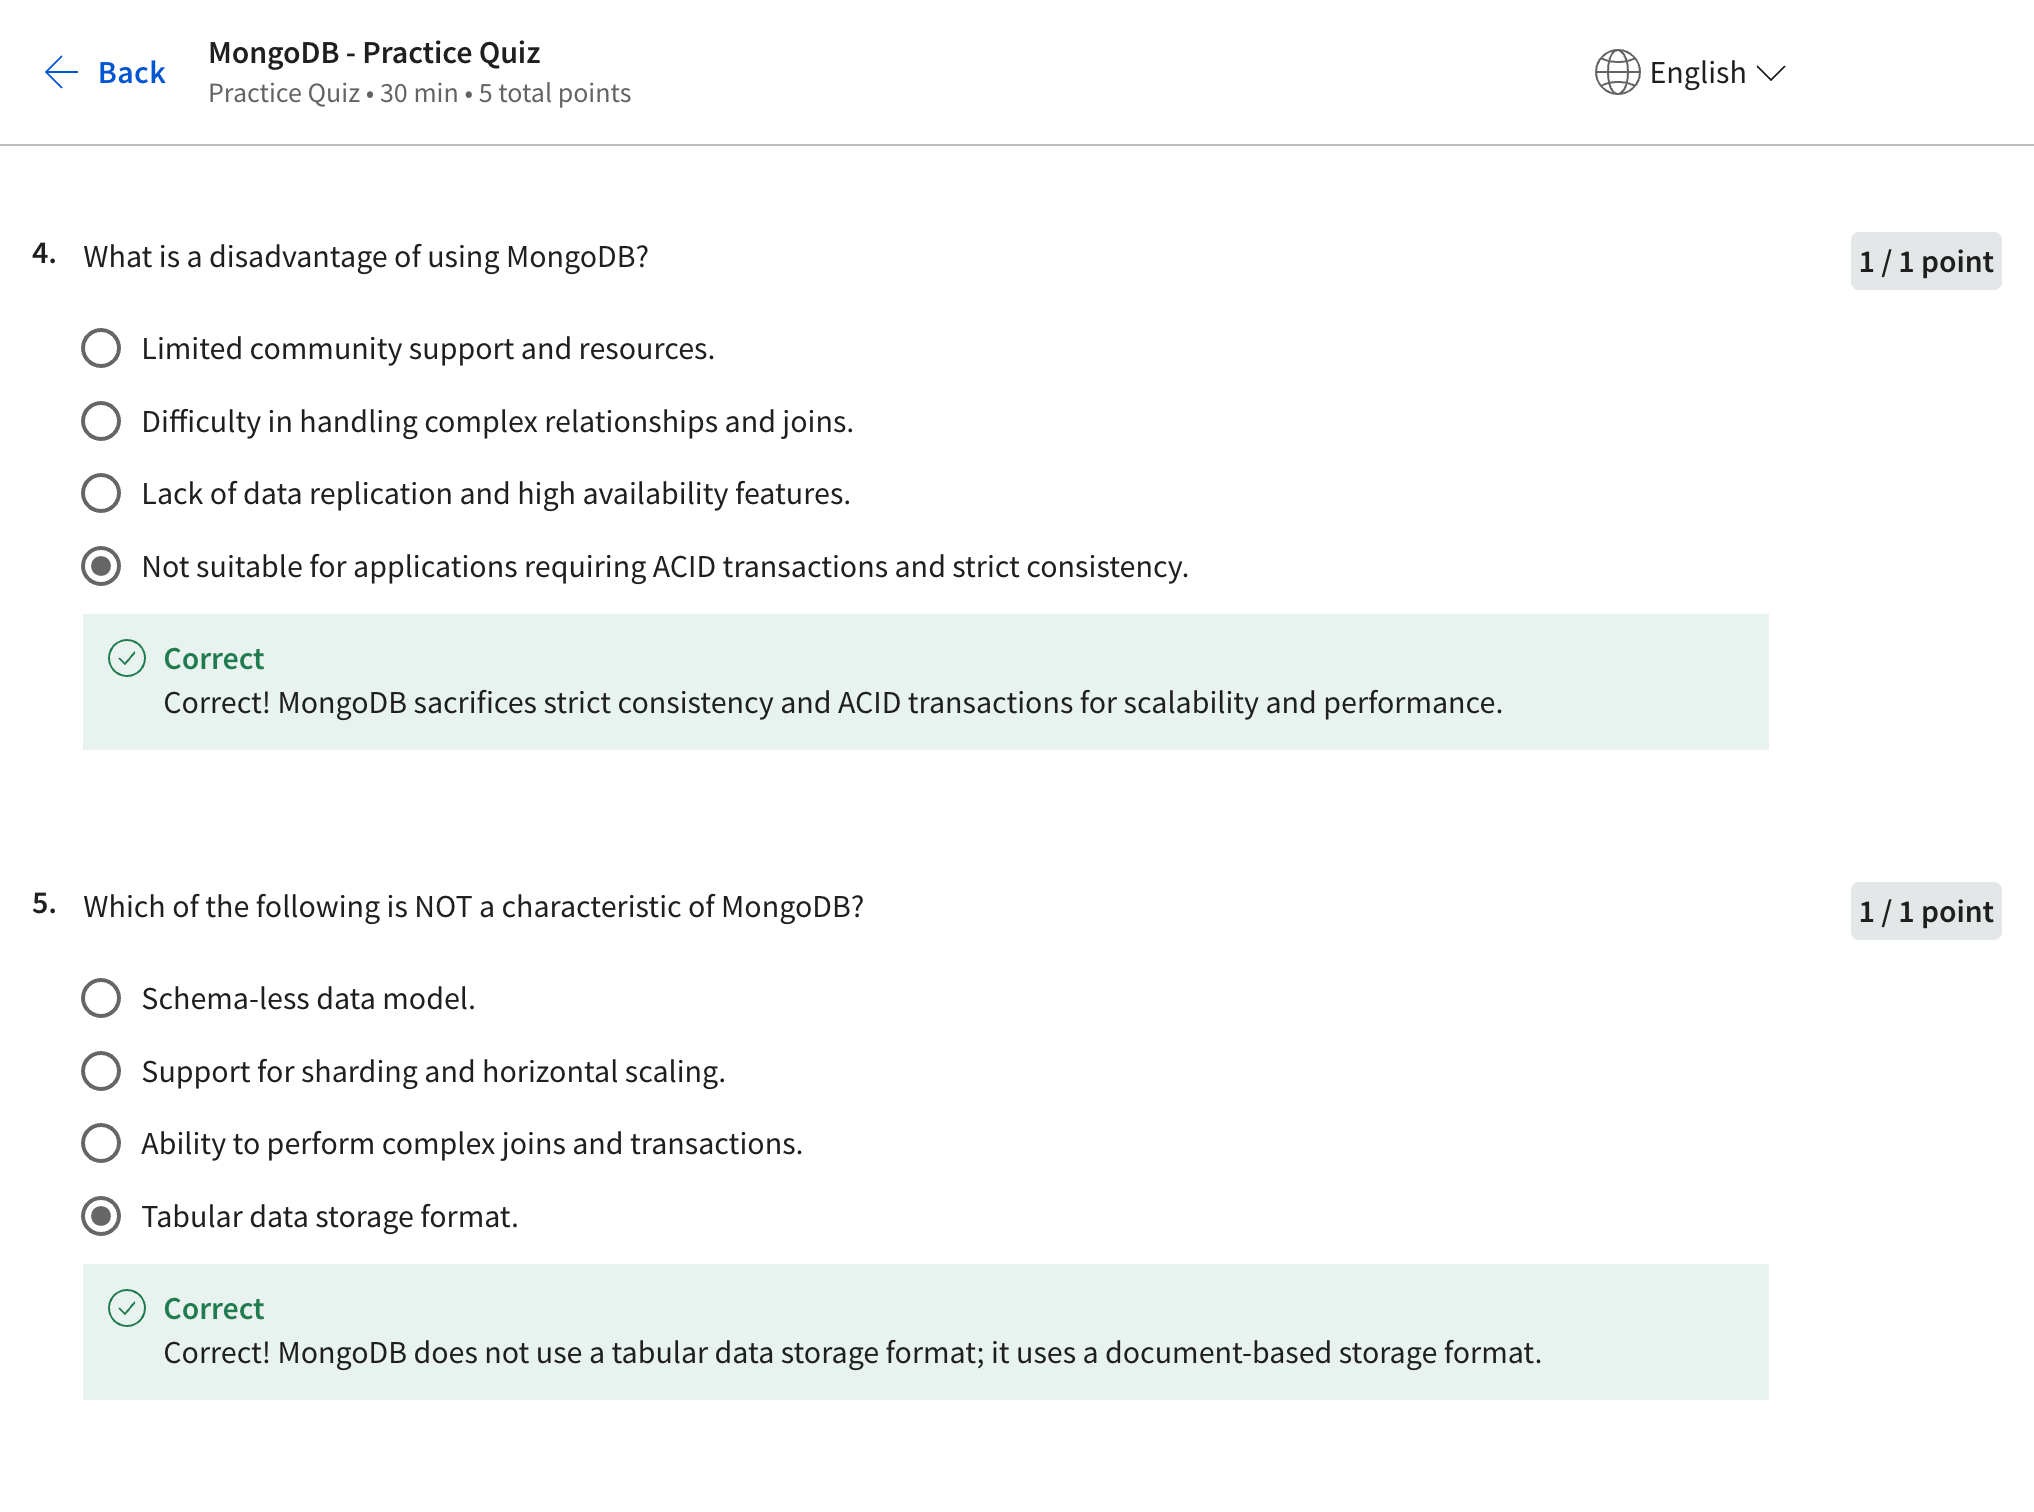 Back
MongoDB - Practice Quiz
Practice Quiz • 30 min • 5 total points
English
4. What is a disadvantage of using MongoDB?
1 / 1 point
Limited community support and resources.
Difficulty in handling complex relationships and joins.
Lack of data replication and high availability features.
Not suitable for applications requiring ACID transactions and strict consistency.
Correct
Correct! MongoDB sacrifices strict consistency and ACID transactions for scalability and performance.
5. Which of the following is NOT a characteristic of MongoDB?
1 / 1 point
Schema-less data model.
Support for sharding and horizontal scaling.
Ability to perform complex joins and transactions.
Tabular data storage format.
Correct
Correct! MongoDB does not use a tabular data storage format; it uses a document-based storage format.